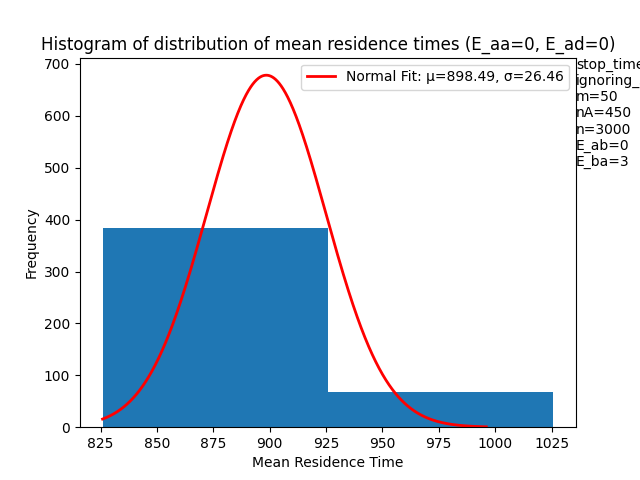 Histogram of distribution of mean residence times (E_aa=0, E_ad=0)
700
600
500
400
300
200
100
0
Frequency
Normal Fit: μ=898.49, σ=26.46
stop_time
ignoring_
m=50
nA=450
n=3000
E_ab=0
E_ba=3
825
850
875
900
925
950
975
1000
1025
Mean Residence Time